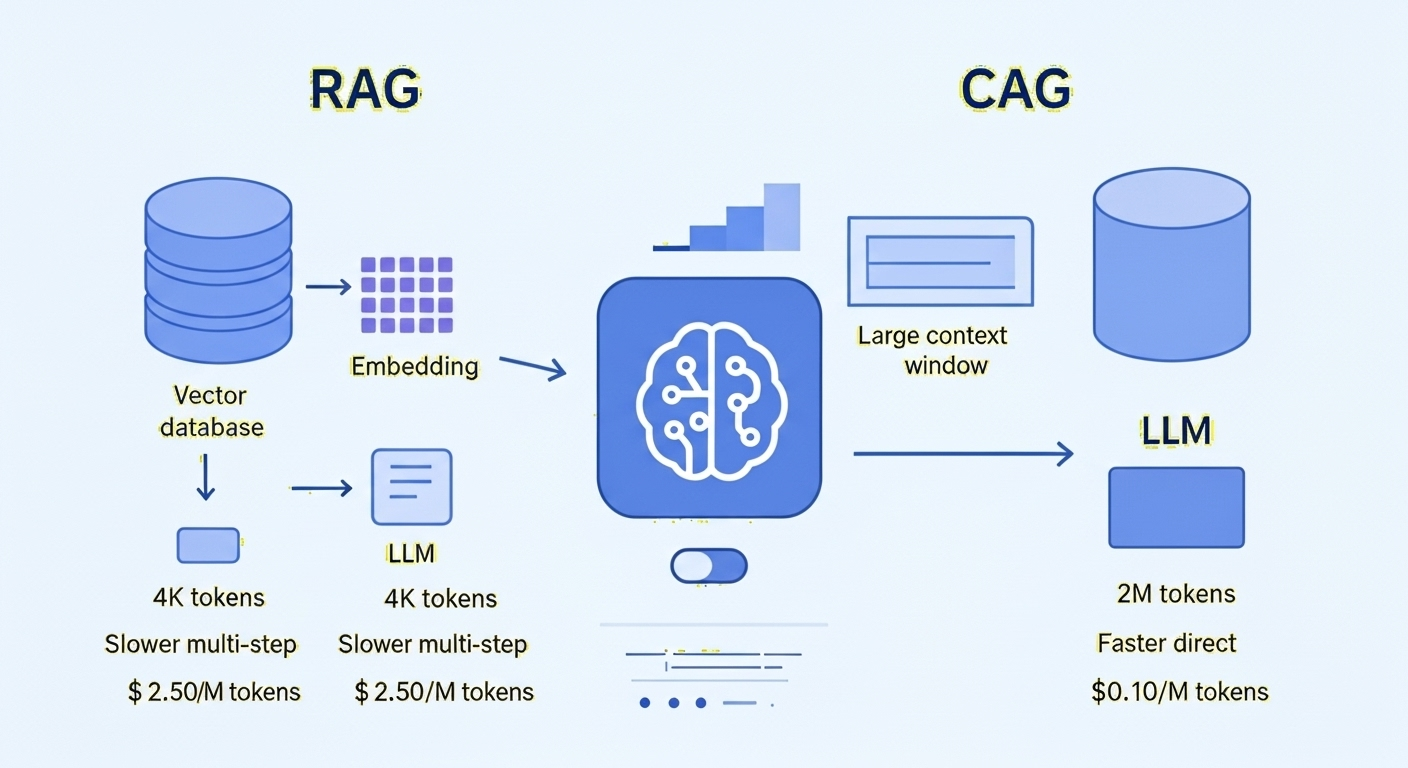 RAG
CAG
Vector
database
Embedding
Large context
window
LLM
LLM
4K tokens
4K tokens
2M tokens
Slower multi-step
Slower multi-step
Faster direct
$ 2.50/M tokens
$ 2.50/M tokens
$0.10/M tokens